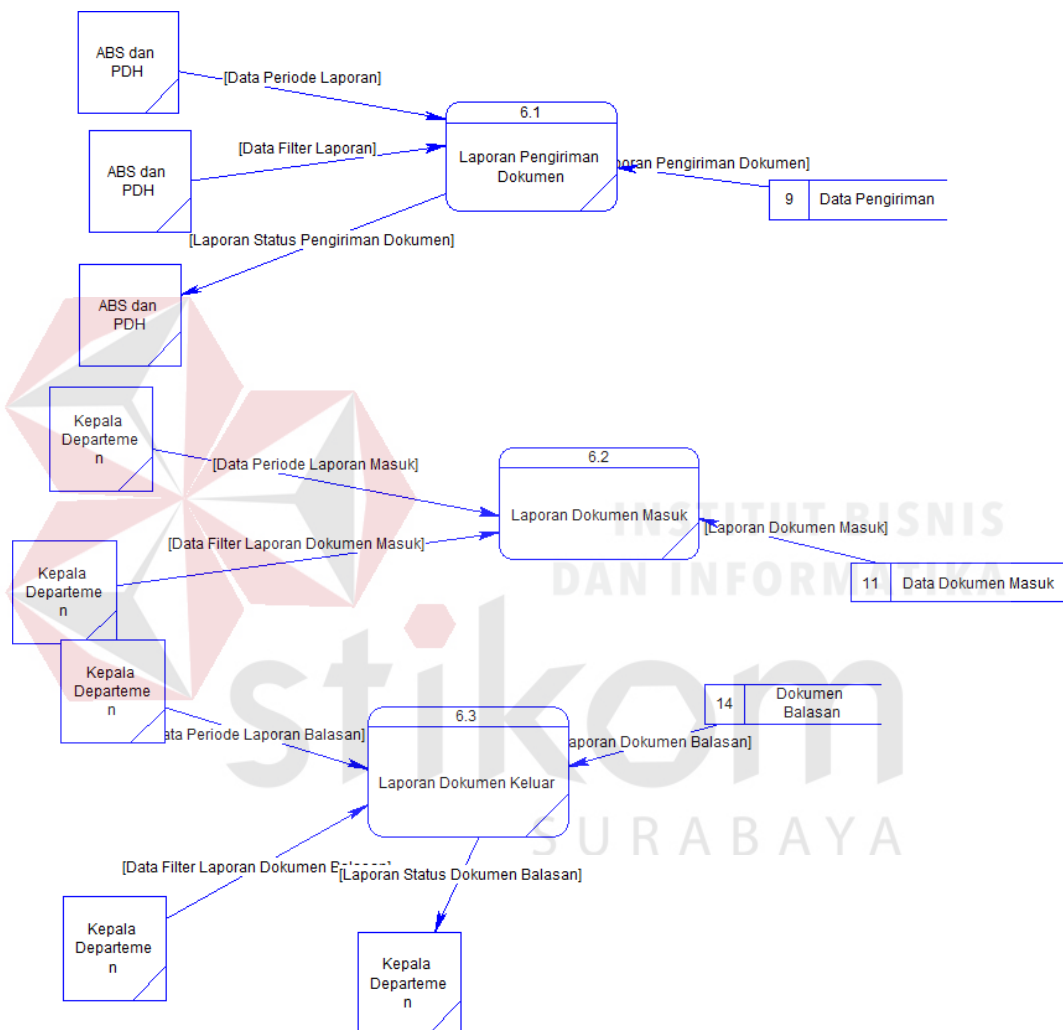 ABS dan
PDH
[Data Periode Laporan]
6.1
ABS dan
PDH
[Data Filter Laporan]
Laporan Pengiriman
Dokumen
oran Pengiriman Dokumen]
9 Data Pengiriman
[Laporan Status Pengiriman Dokumen]
ABS dan
PDH
Kepala
Departeme
n
[Data Periode Laporan Masuk]
6.2
Laporan Dokumen Masuk
[Laporan Dokumen Masuk]
INSTITUT BISNIS
DAN INFORMATIKA
[Data Filter Laporan Dokumen Masuk]
Kepala
Departeme
n
11 Data Dokumen Masuk
stikom
SURABAYA
Kepala
Departeme
n
ata Periode Laporan Balasan]
6.3
Laporan Dokumen Keluar
14 Dokumen
Balasan
aporan Dokumen Balasan]
[Data Filter Laporan Dokumen Balasan]
[Laporan Status Dokumen Balasan]
Kepala
Departeme
n
Kepala
Departeme
n